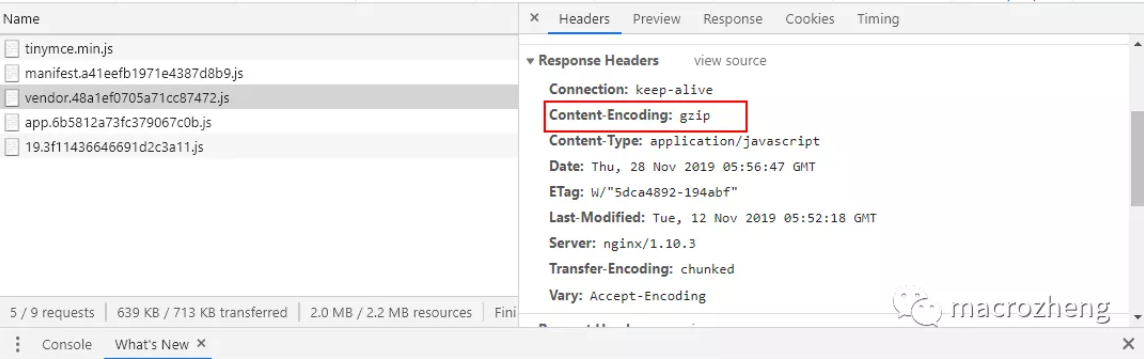 Name
tinymce.min.js
manifest.a41eefb1971e4387d8b9.js
vendor.48a1ef0705a71cc87472.js
app.6b5812a73fc379067c0b.js
19.3f11436646691d2c3a11.js
5 / 9 requests 639 KB / 713 KB transferred 2.0 MB / 2.2 MB resources Fini
× Headers Preview Response Cookies Timing
Response Headers view source
Connection: keep-alive
Content-Encoding: gzip
Content-Type: application/javascript
Date: Thu, 28 Nov 2019 05:56:47 GMT
ETag: W/"5dca4892-194abf"
Last-Modified: Tue, 12 Nov 2019 05:52:18 GMT
Server: nginx/1.10.3
Transfer-Encoding: chunked
Vary: Accept-Encoding
macrozheng
Console What's New × ×